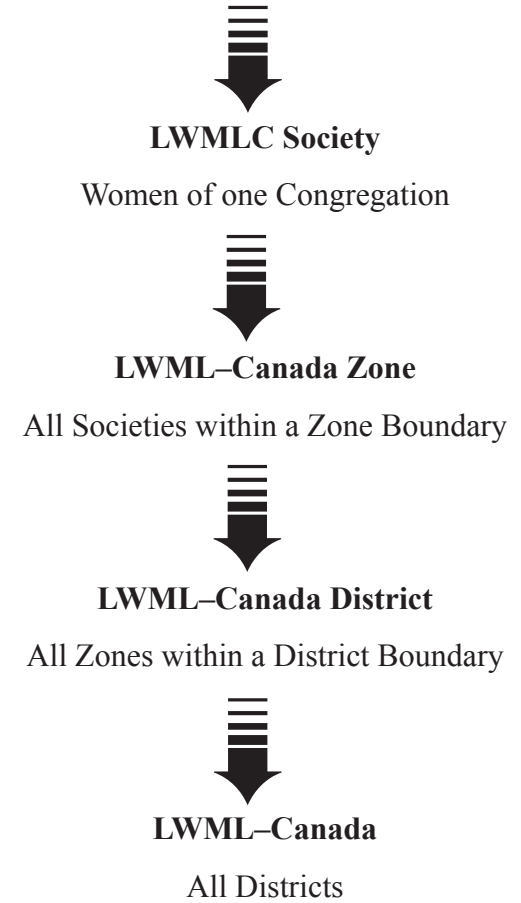 LWMLC Society
Women of one Congregation
LWML–Canada Zone
All Societies within a Zone Boundary
LWML–Canada District
All Zones within a District Boundary
LWML–Canada
All Districts